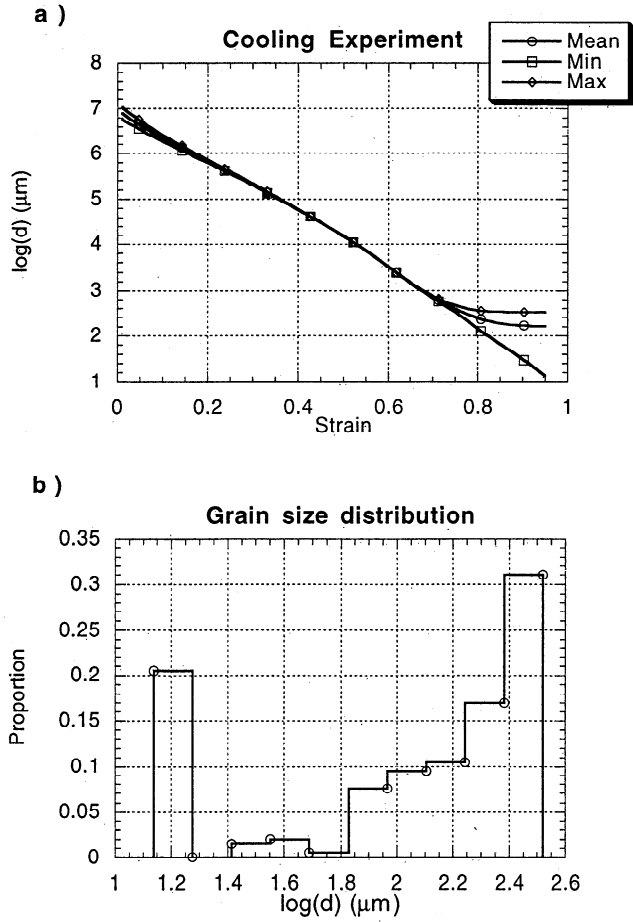 a )
Cooling Experiment
Mean
Min
Max
8
7
6
5
4
3
2
1
log(d) (μm)
0
0.2
0.4
0.6
0.8
1
Strain
b )
Grain size distribution
0.35
0.3
0.25
0.2
0.15
0.1
0.05
0
Proportion
1
1.2
1.4
1.6
1.8
2
2.2
2.4
2.6
log(d) (μm)